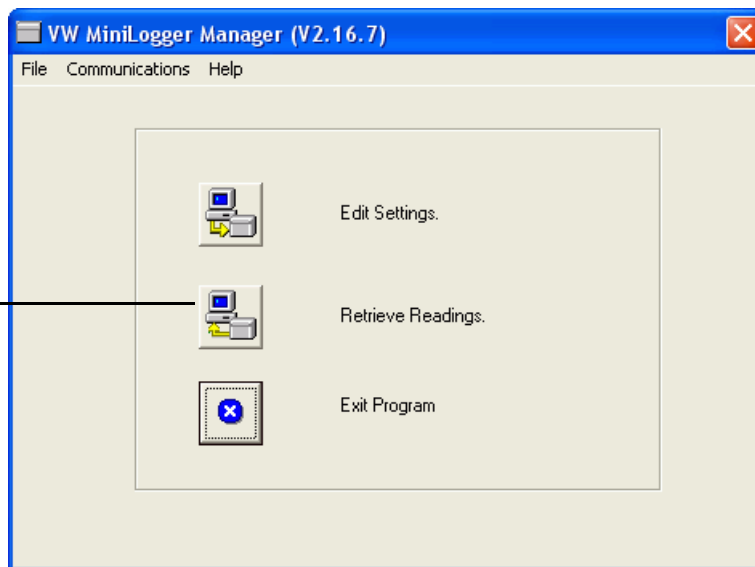 VW MiniLogger Manager (V2.16.7)
File Communications Help
Edit Settings.
Retrieve Readings.
Exit Program